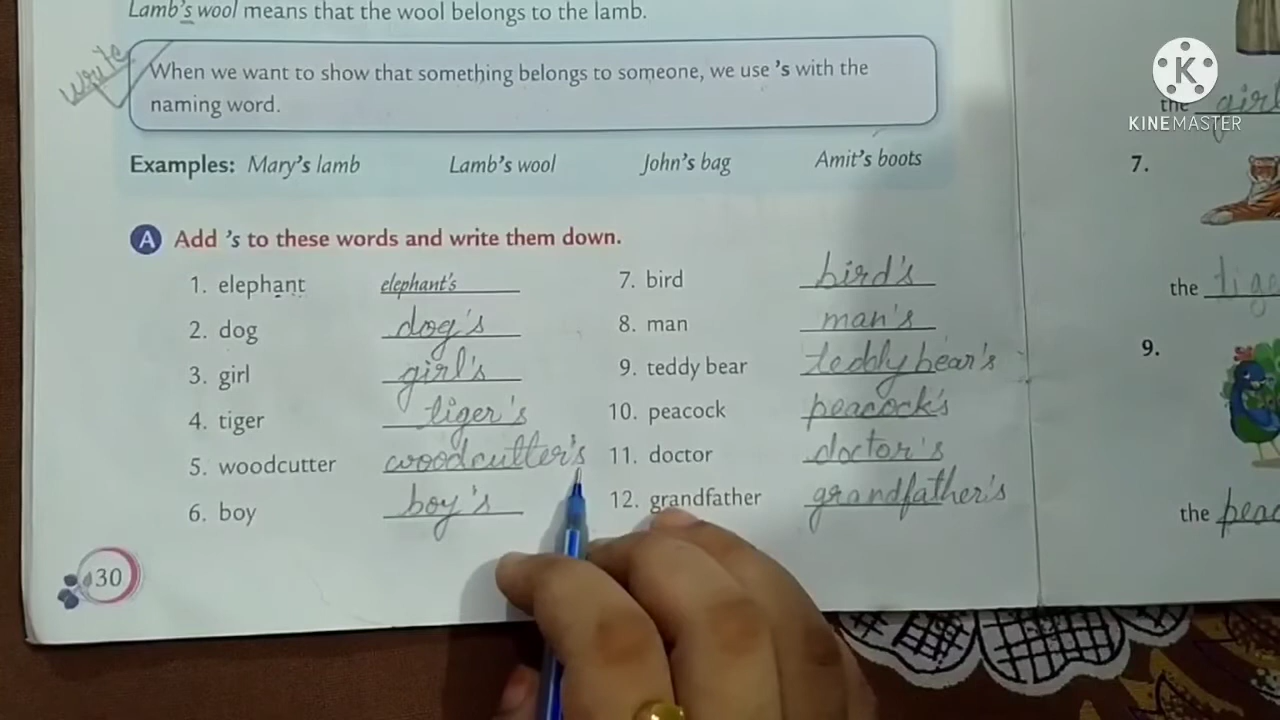 Lamb's wool means that the wool belongs to the lamb.
write
When we want to show that something belongs to someone, we use 's with the
naming word.
Examples: Mary's lamb Lamb's wool John's bag Amit's boots
A Add 's to these words and write them down.
1. elephant elephant's
2. dog dog's
3. girl girl's
4. tiger tiger's
5. woodcutter woodcutter's
6. boy boy's
7. bird bird's
8. man man's
9. teddy bear teddy bear's
10. peacock peacock's
11. doctor doctor's
12. grandfather grandfather's
30
KINEMASTER
the girl
7.
the
9.
the